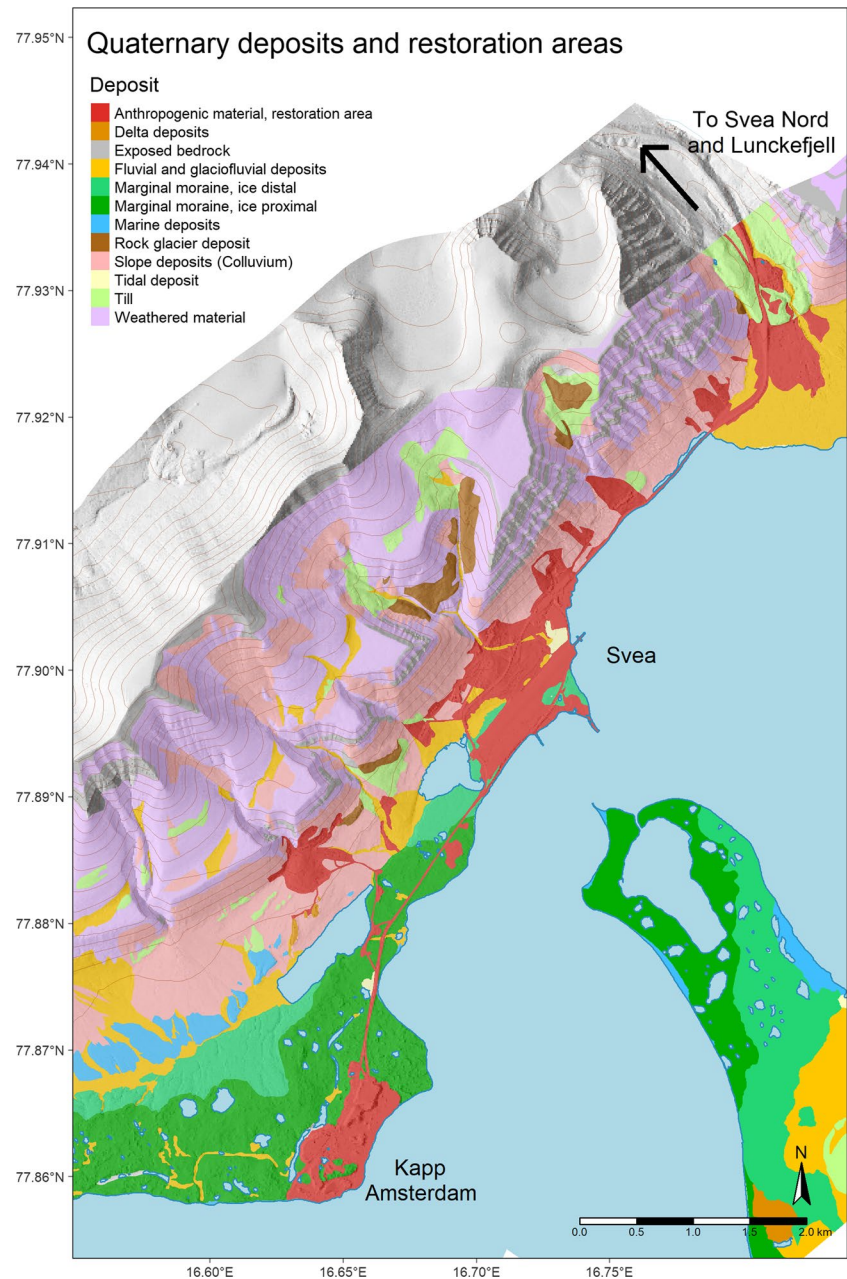 Quaternary deposits and restoration areas
Deposit
Anthropogenic material, restoration area
Delta deposits
Exposed bedrock
Fluvial and glaciofluvial deposits
Marginal moraine, ice distal
Marginal moraine, ice proximal
Marine deposits
Rock glacier deposit
Slope deposits (Colluvium)
Tidal deposit
Till
Weathered material
To Svea Nord
and Lunckefjell
Svea
Kapp
Amsterdam
N
0.0 0.5 1.0 1.5 2.0 km
77.95°N
77.94°N
77.93°N
77.92°N
77.91°N
77.90°N
77.89°N
77.88°N
77.87°N
77.86°N
16.60°E 16.65°E 16.70°E 16.75°E